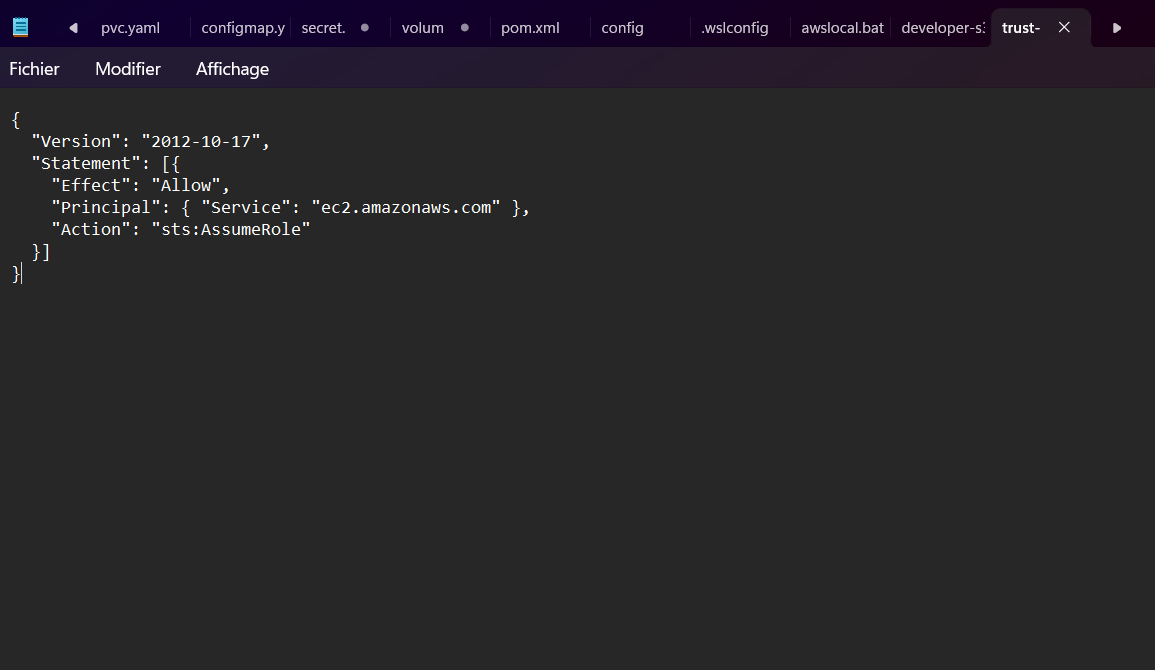 pvc.yaml configmap.y secret. volum pom.xml config .wslconfig awslocal.bat developer-s3 trust-
Fichier Modifier Affichage
{
  "Version": "2012-10-17",
  "Statement": [{
    "Effect": "Allow",
    "Principal": { "Service": "ec2.amazonaws.com" },
    "Action": "sts:AssumeRole"
  }]
}